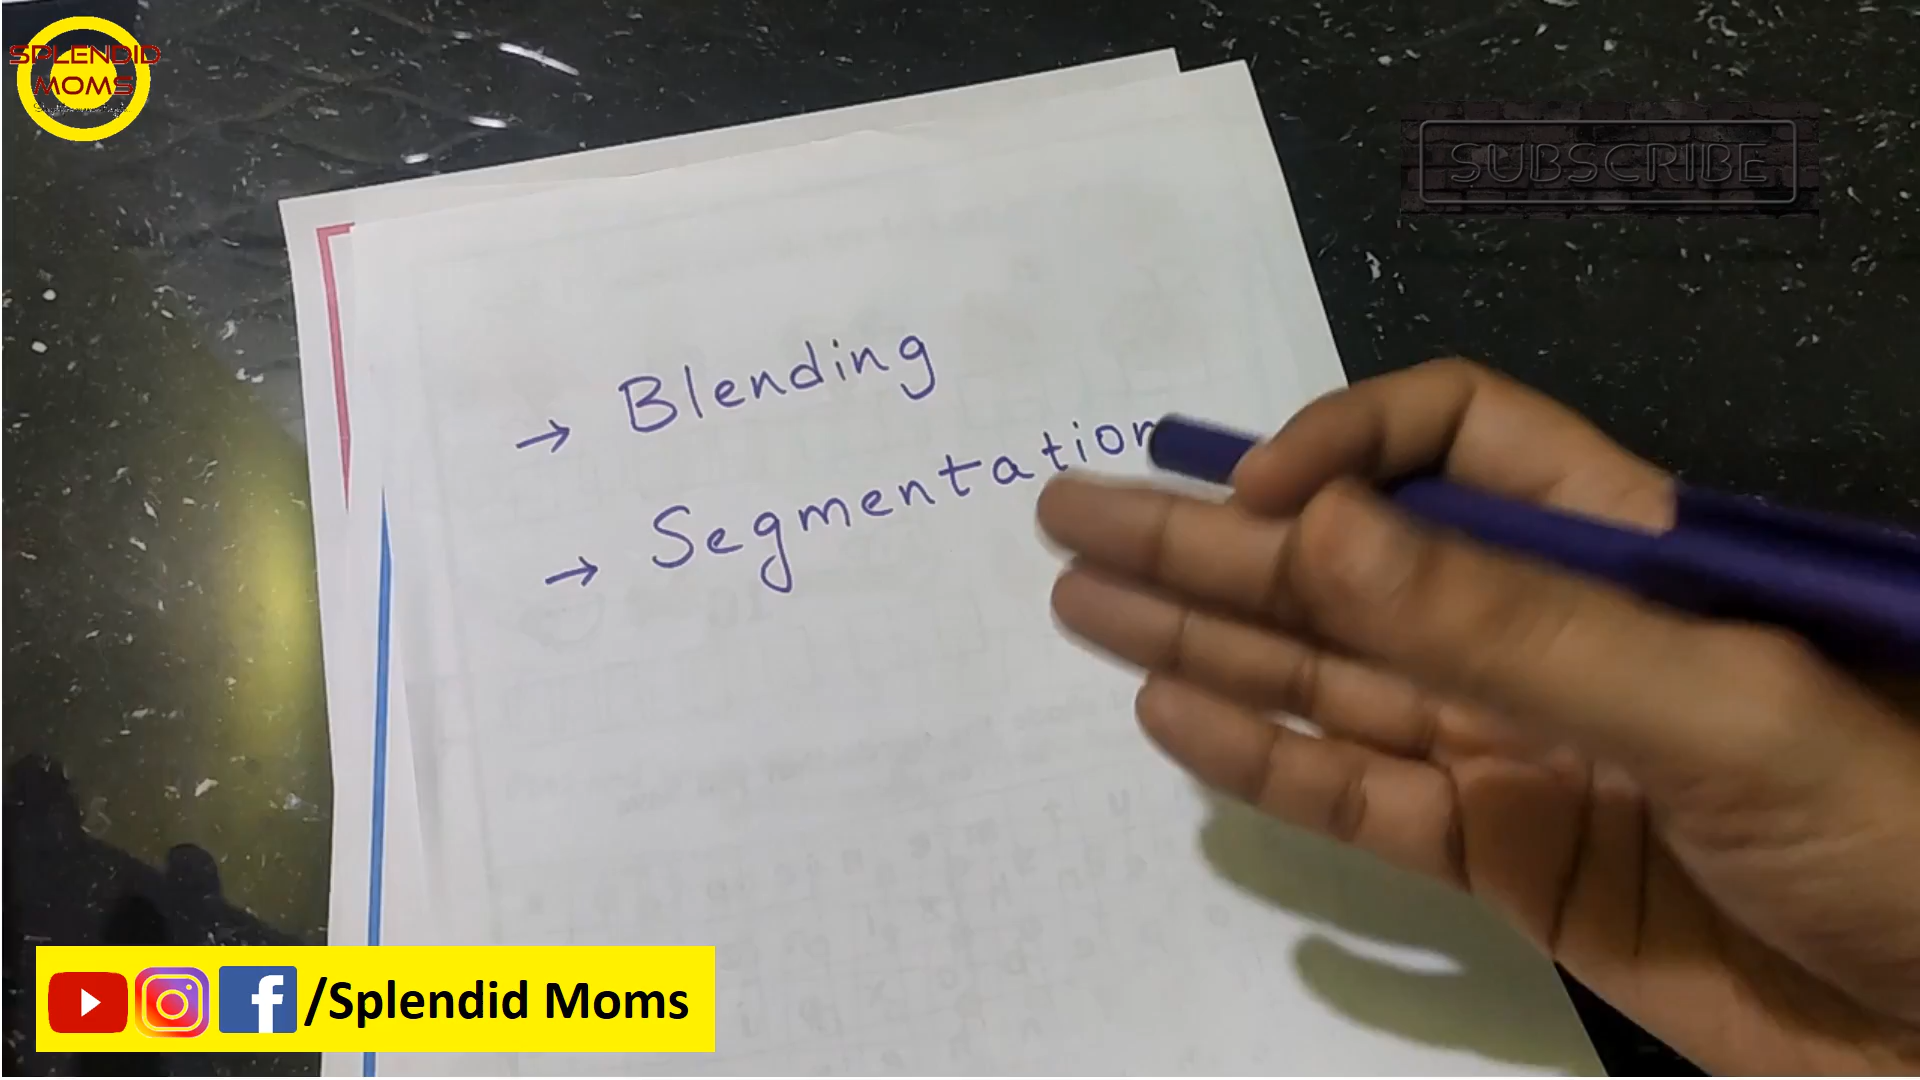 SPLENDID
MOMS
SUBSCRIBE
→ Blending
→ Segmentation
/Splendid Moms